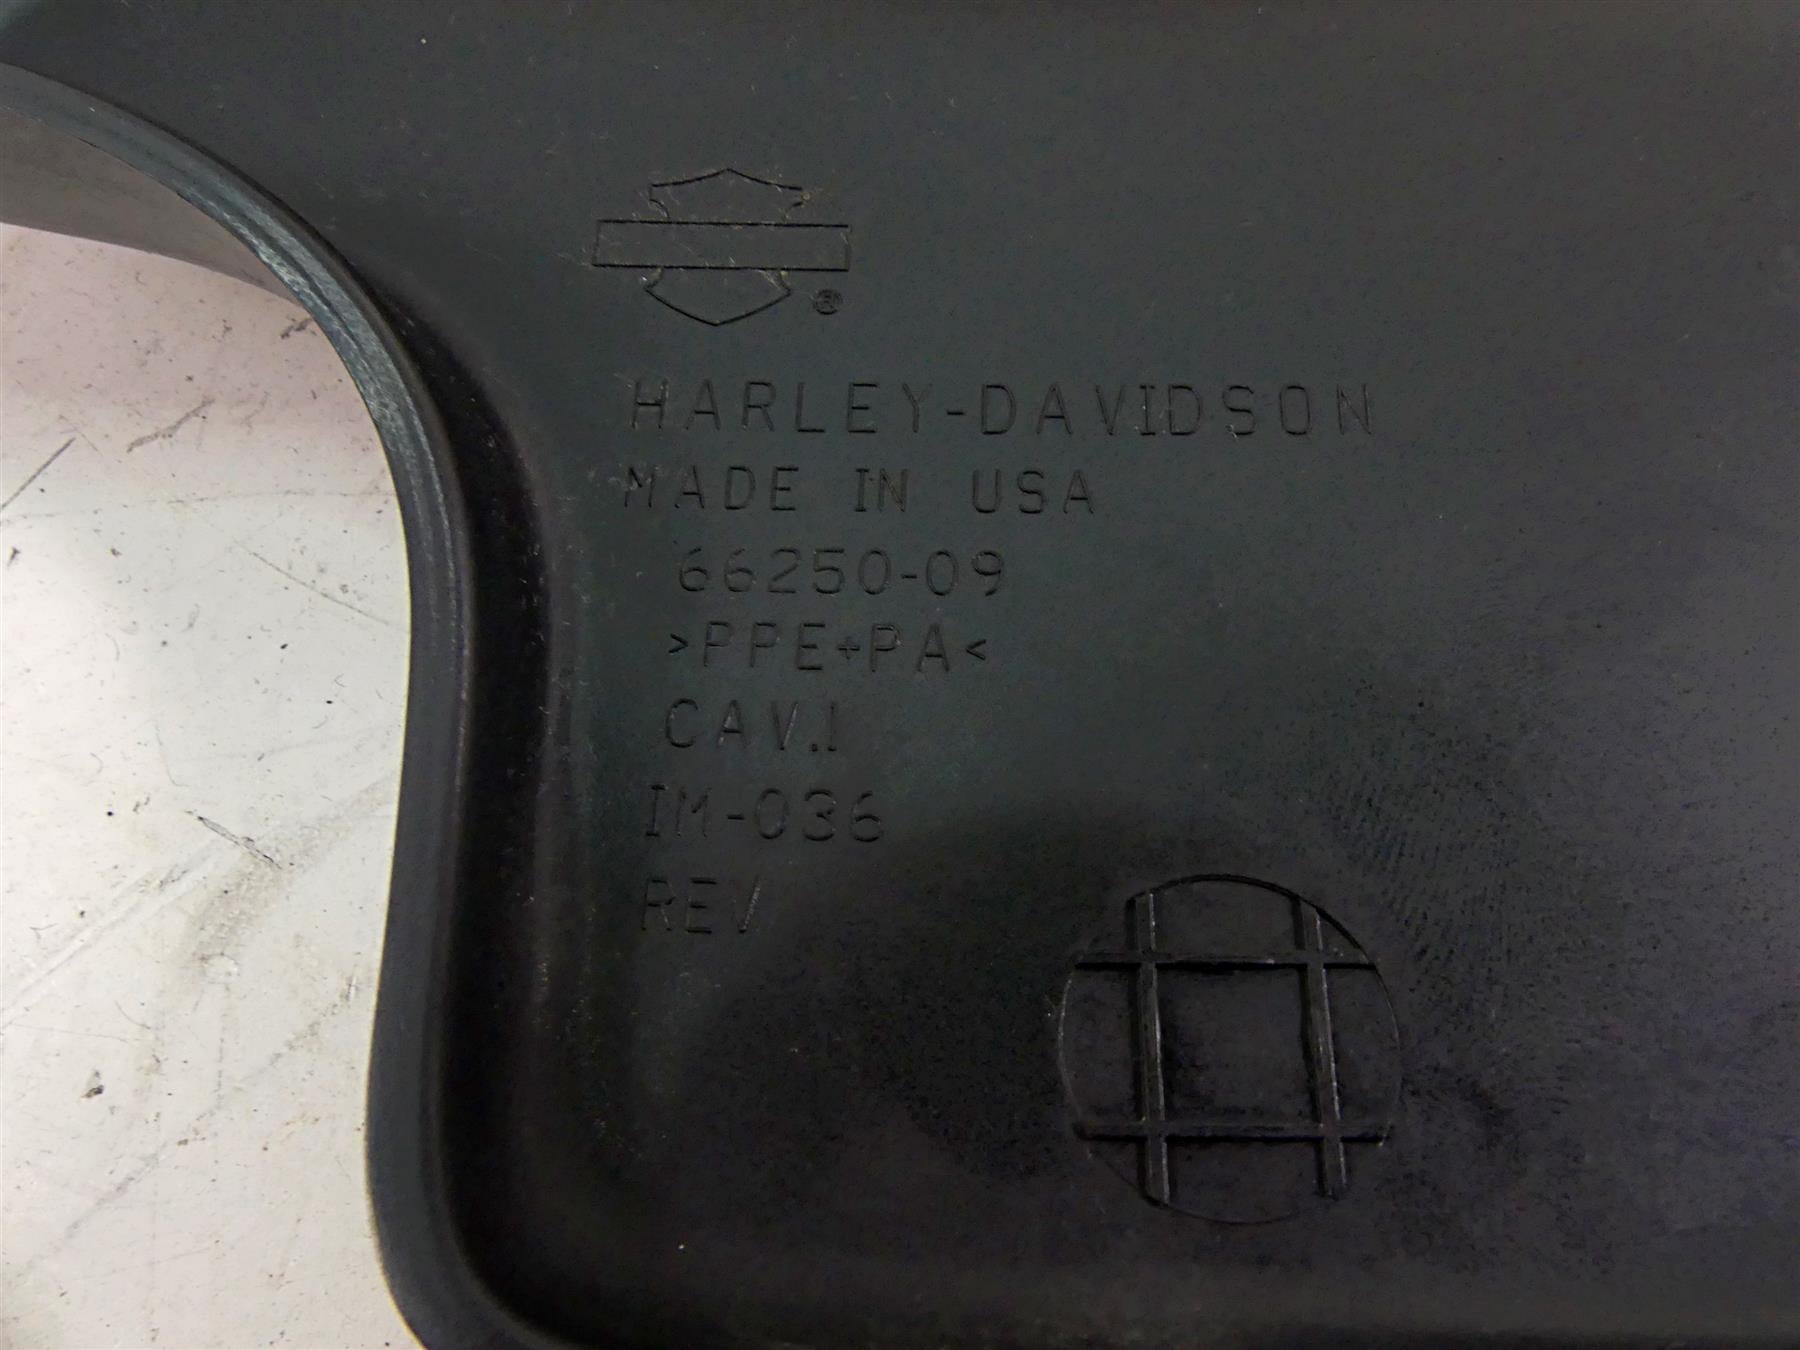 ®
HARLEY-DAVIDSON
MADE IN USA
66250-09
>PPE+PA<
CAV.1
IM-036
REV